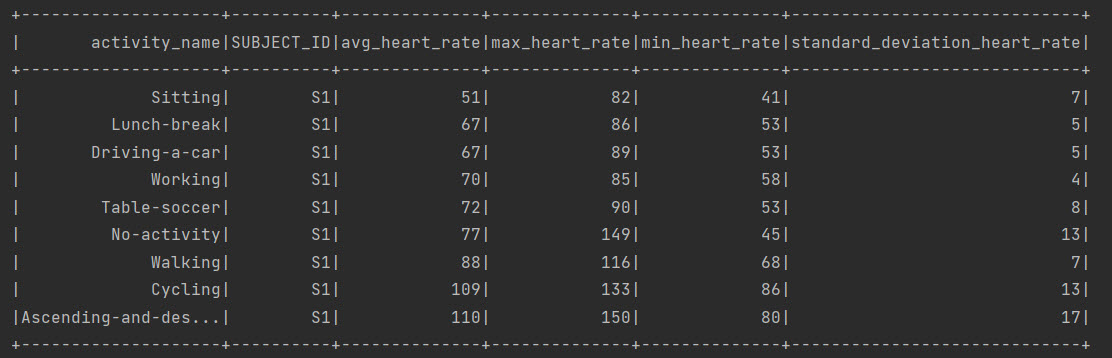 +--------------------+----------+--------------+--------------+--------------+-----------------------------+
|       activity_name|SUBJECT_ID|avg_heart_rate|max_heart_rate|min_heart_rate|standard_deviation_heart_rate|
+--------------------+----------+--------------+--------------+--------------+-----------------------------+
|             Sitting|        S1|            51|            82|            41|                            7|
|         Lunch-break|        S1|            67|            86|            53|                            5|
|       Driving-a-car|        S1|            67|            89|            53|                            5|
|             Working|        S1|            70|            85|            58|                            4|
|        Table-soccer|        S1|            72|            90|            53|                            8|
|         No-activity|        S1|            77|           149|            45|                           13|
|             Walking|        S1|            88|           116|            68|                            7|
|             Cycling|        S1|           109|           133|            86|                           13|
|Ascending-and-des...|        S1|           110|           150|            80|                           17|
+--------------------+----------+--------------+--------------+--------------+-----------------------------+